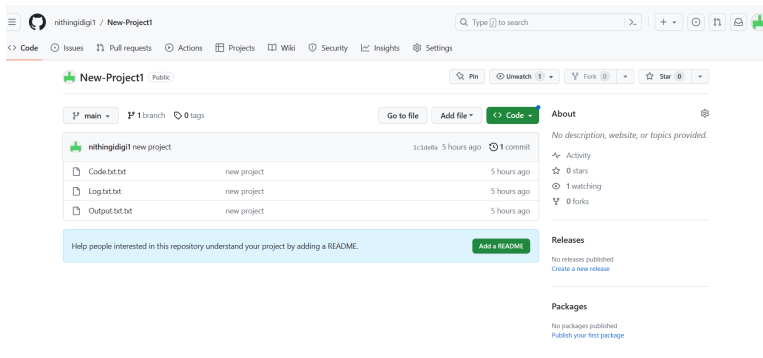 nithingidigi1 / New-Project1
Type / to search
Code Issues Pull requests Actions Projects Wiki Security Insights Settings
New-Project1 Public
Pin Unwatch 1 Fork 0 Star 0
main 1 branch 0 tags
Go to file Add file Code
nithingidigi1 new project 1c1de0a 5 hours ago 1 commit
Code.txt.txt new project 5 hours ago
Log.txt.txt new project 5 hours ago
Output.txt.txt new project 5 hours ago
Help people interested in this repository understand your project by adding a README. Add a README
About
No description, website, or topics provided.
Activity
0 stars
1 watching
0 forks
Releases
No releases published
Create a new release
Packages
No packages published
Publish your first package